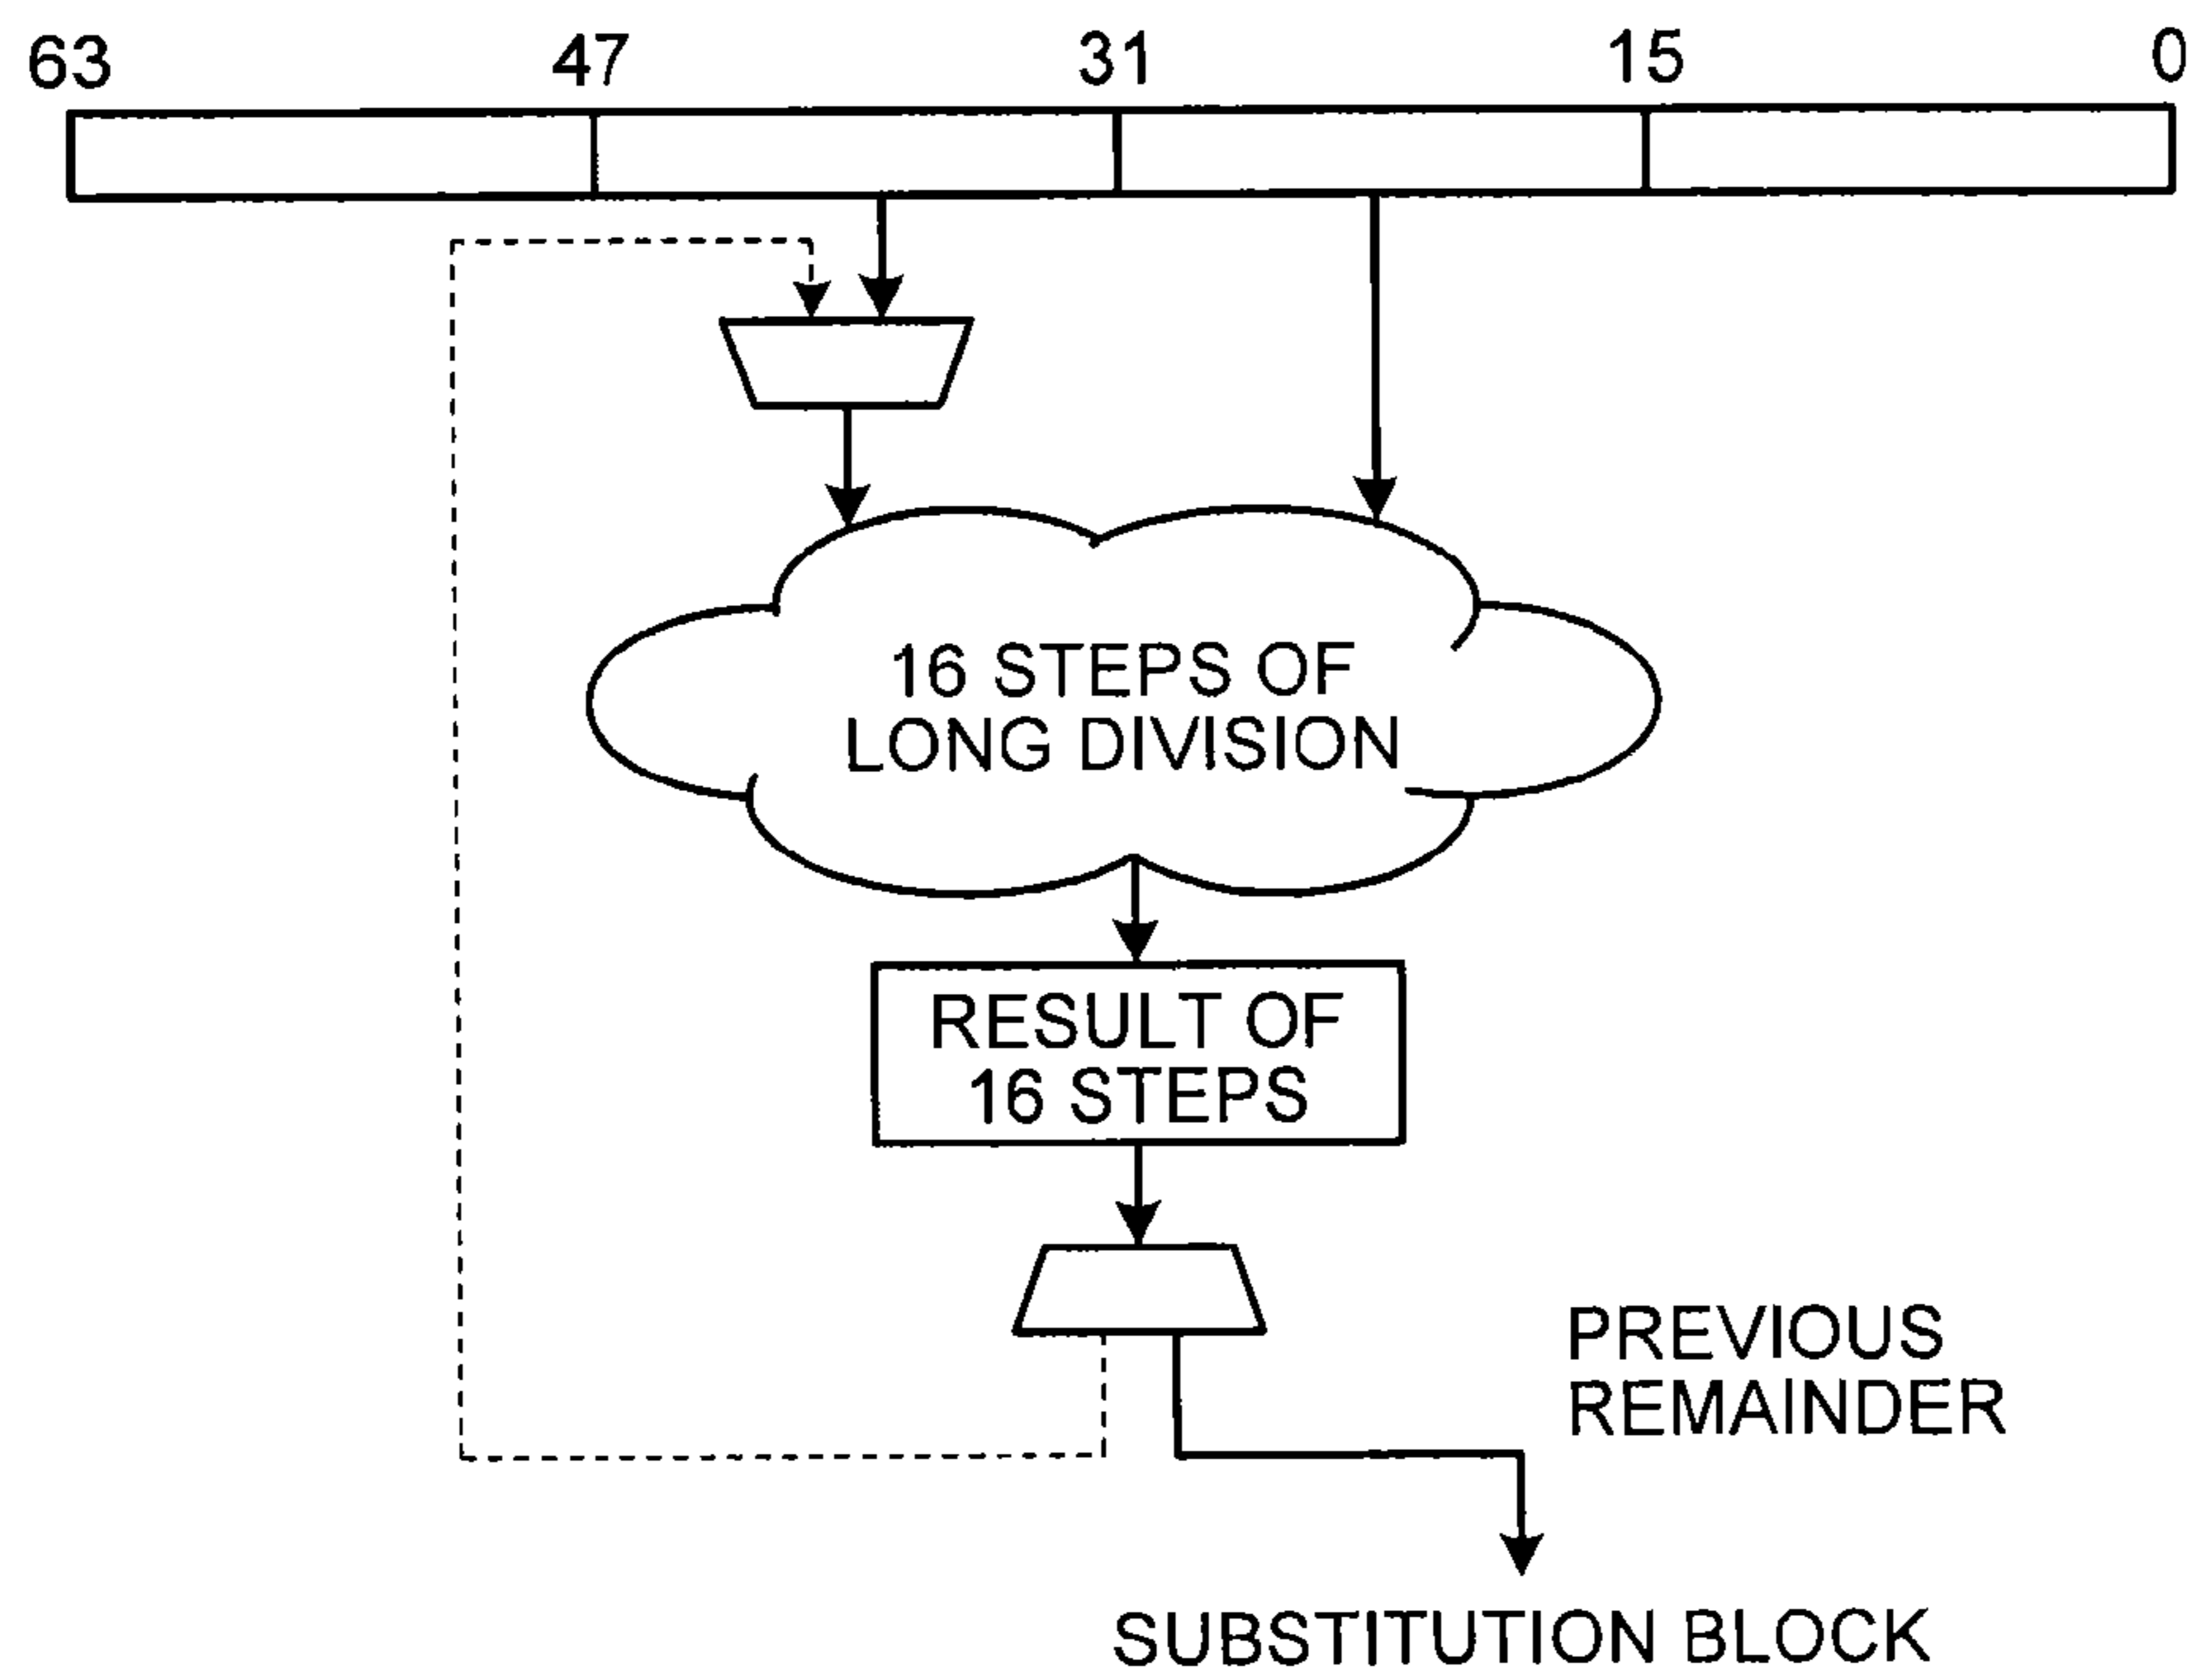 63 47 31 15 0
16 STEPS OF
LONG DIVISION
RESULT OF
16 STEPS
PREVIOUS
REMAINDER
SUBSTITUTION BLOCK